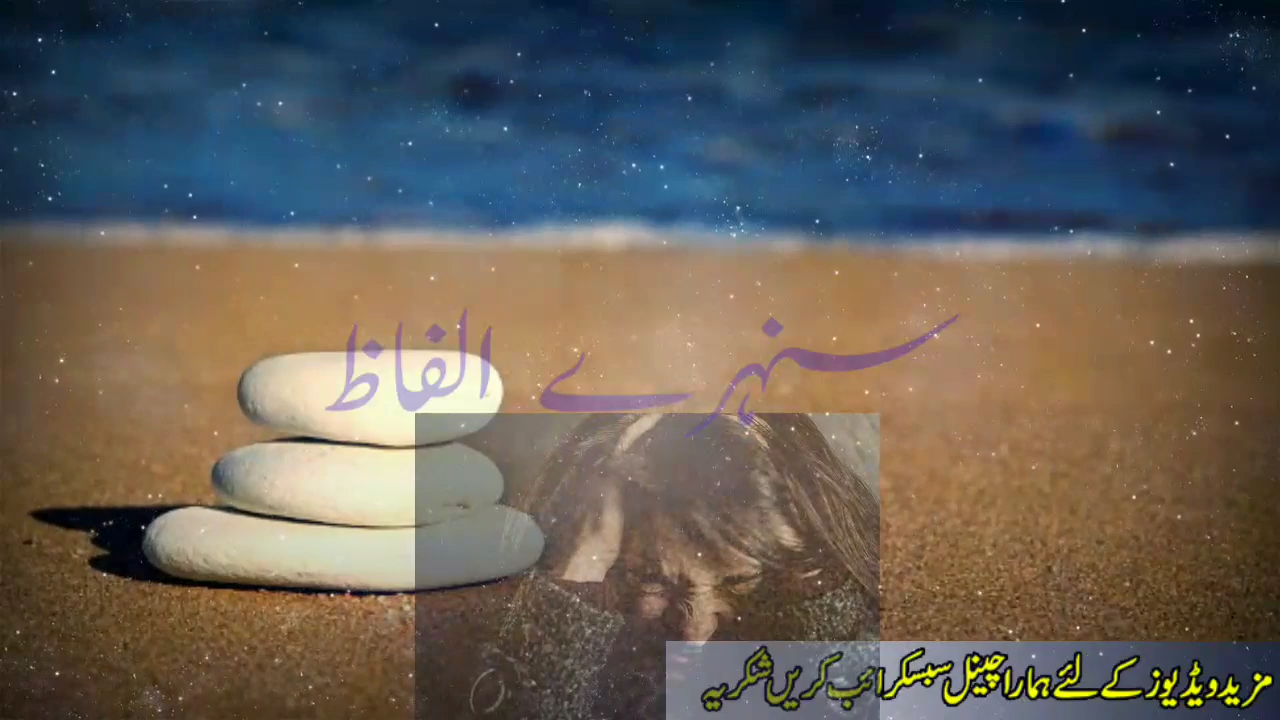 سنہرے الفاظ
مزید ویڈیوز کے لئے ہمارا چینل سبسکرائب کریں شکریہ